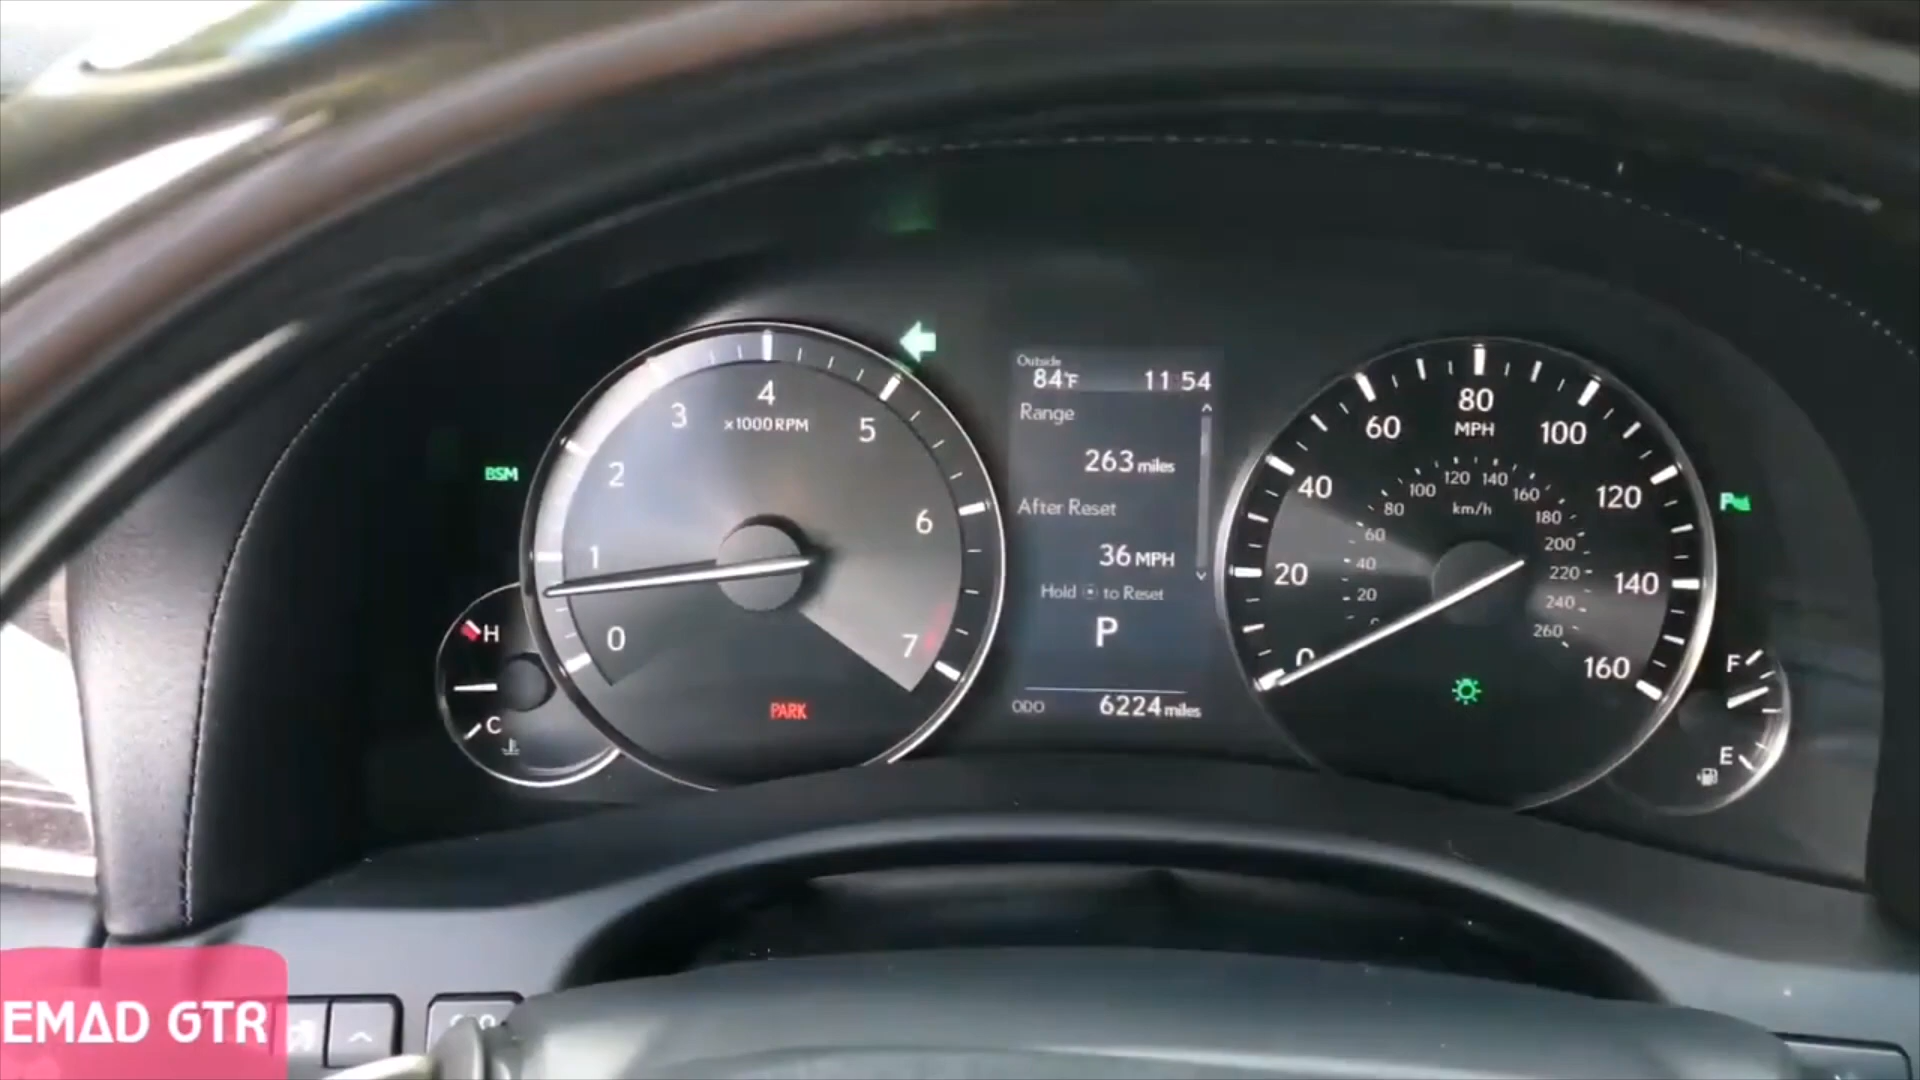 Outside
84°F 11 54
Range
263 miles
After Reset
36 MPH
Hold to Reset
P
ODO 6224 miles
BSM
0 1 2 3 4 5 6 7
x1000 RPM
PARK
H
C
0 20 40 60 80 100 120 140 160
MPH
20 40 60 80 100 120 140 160 180 200 220 240 260
km/h
P
F
E
EMAD GTR